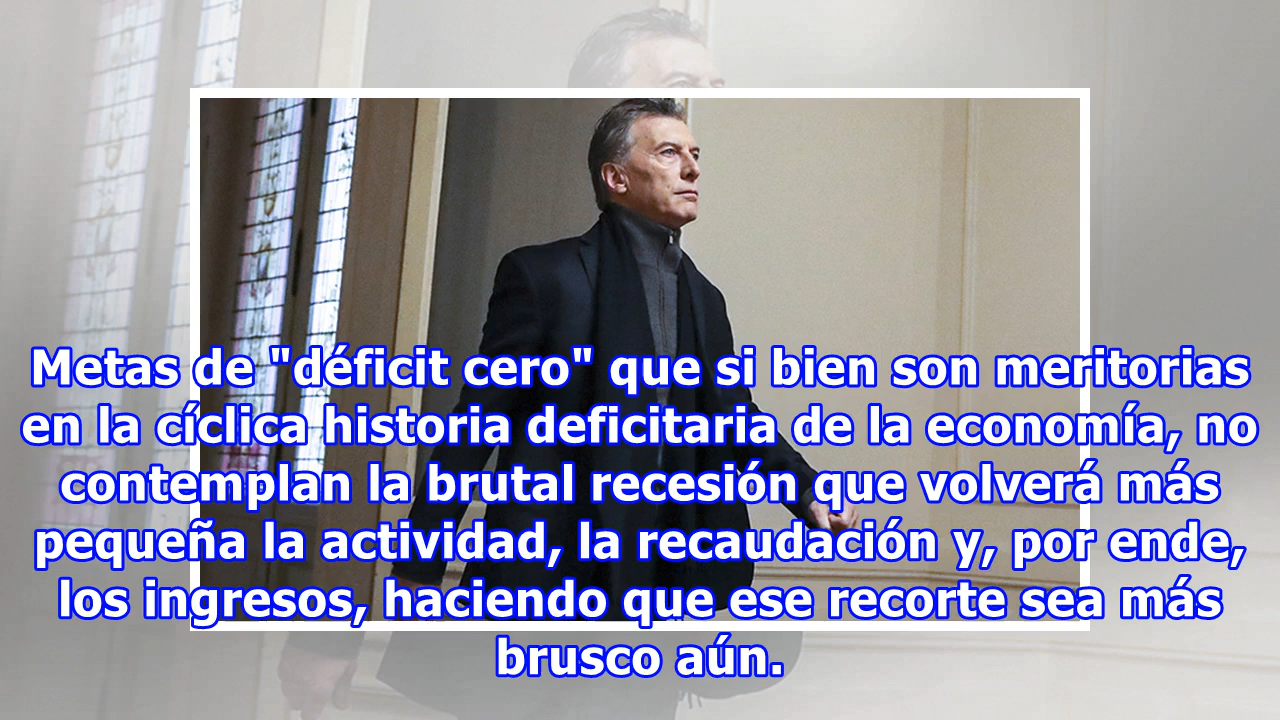 Metas de "déficit cero" que si bien son meritorias
en la cíclica historia deficitaria de la economía, no
contemplan la brutal recesión que volverá más
pequeña la actividad, la recaudación y, por ende,
los ingresos, haciendo que ese recorte sea más
brusco aún.